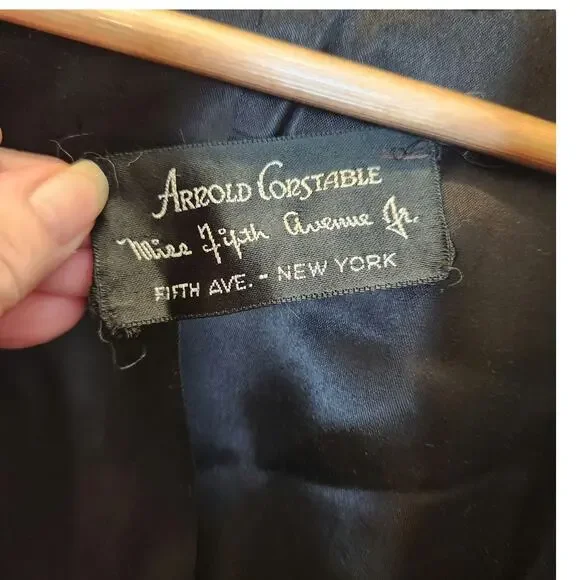 Arnold Constable
Miss Fifth Avenue Jr.
FIFTH AVE. - NEW YORK